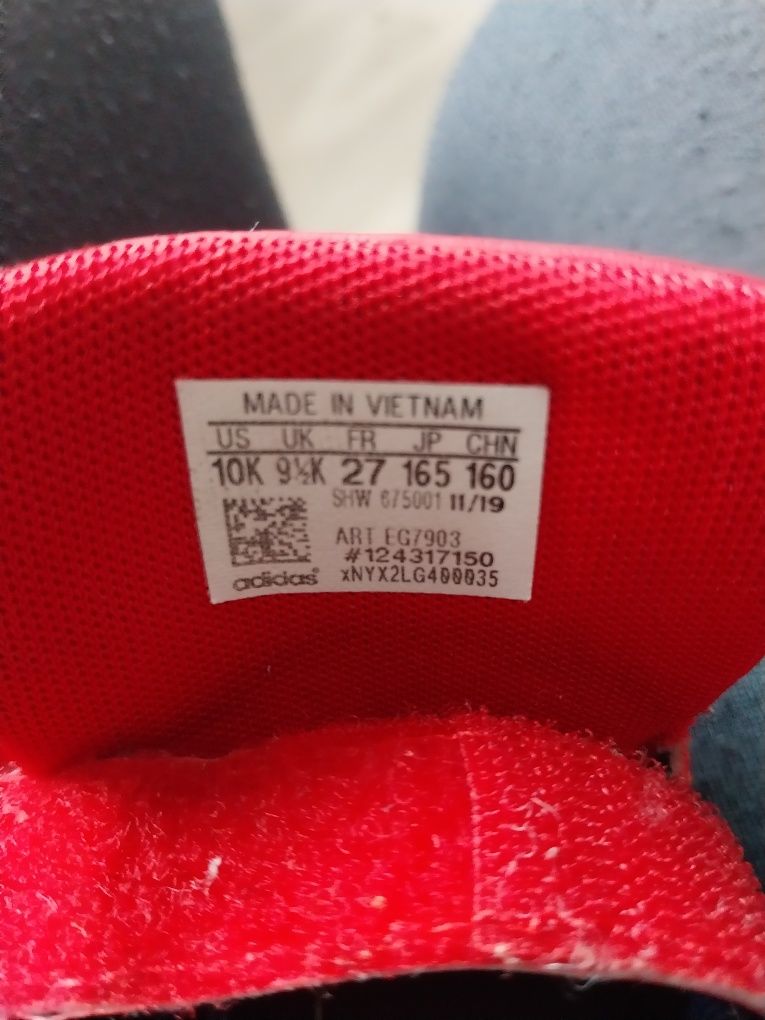 MADE IN VIETNAM
US UK FR JP CHN
10K 9½K 27 165 160
SHW 675001 11/19
ART EG7903
#124317150
adidas xNYX2LG400035